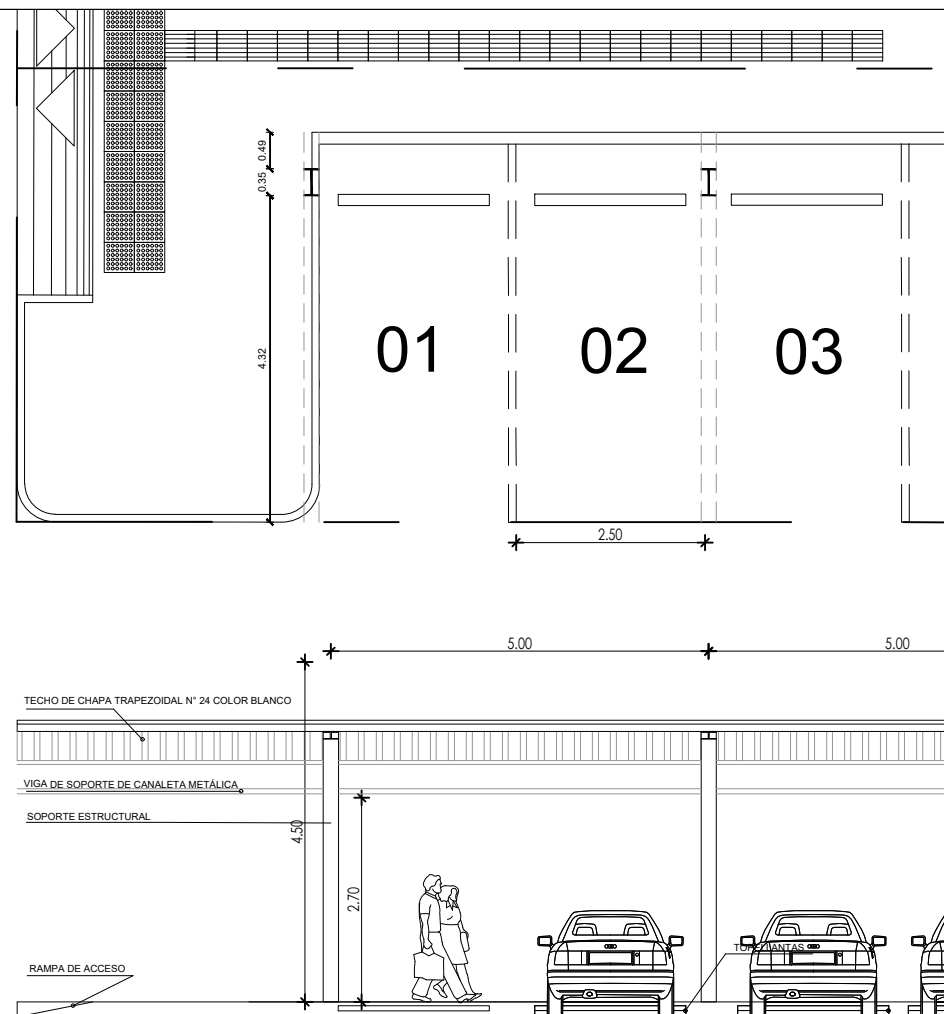 0.49
0.35
4.32
01
02
03
2.50
5.00
5.00
TECHO DE CHAPA TRAPEZOIDAL N° 24 COLOR BLANCO
VIGA DE SOPORTE DE CANALETA METÁLICA
SOPORTE ESTRUCTURAL
4.50
2.70
TOPELLANTAS
RAMPA DE ACCESO